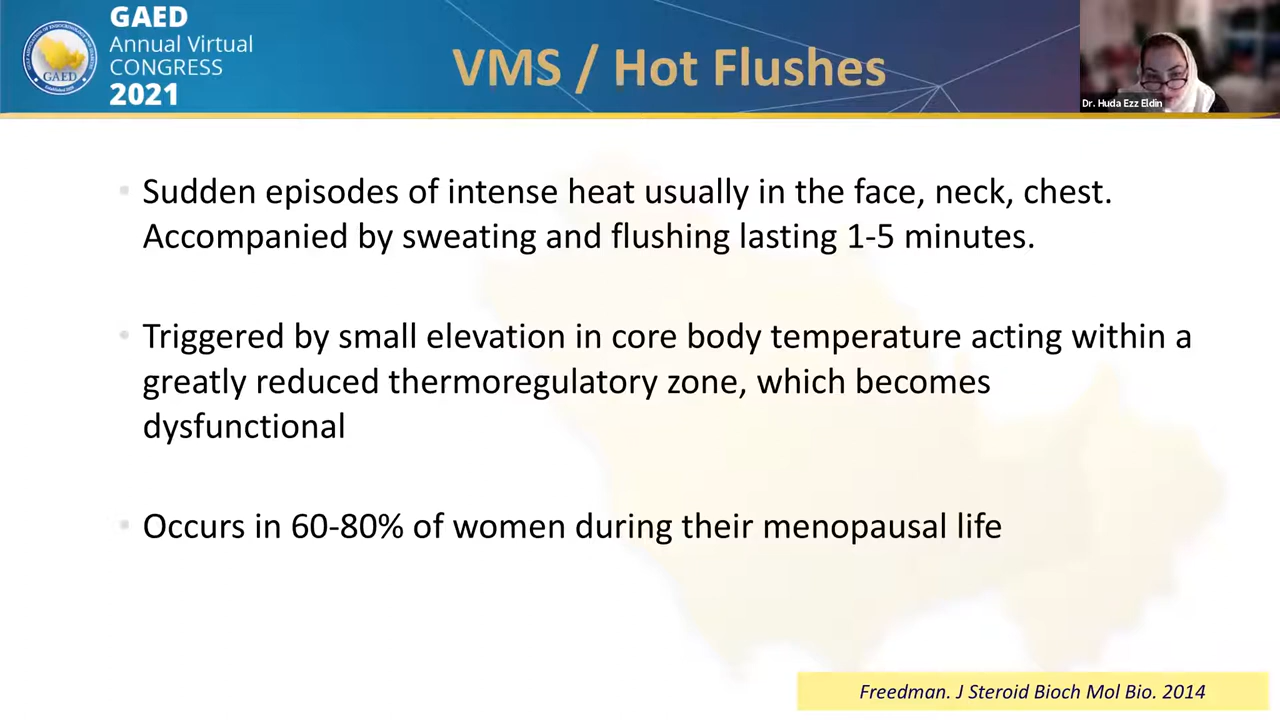 GAED
Annual Virtual
CONGRESS
2021
GAED
VMS / Hot Flushes
Dr. Huda Ezz Eldin
• Sudden episodes of intense heat usually in the face, neck, chest.
Accompanied by sweating and flushing lasting 1-5 minutes.
• Triggered by small elevation in core body temperature acting within a
greatly reduced thermoregulatory zone, which becomes
dysfunctional
• Occurs in 60-80% of women during their menopausal life
Freedman. J Steroid Bioch Mol Bio. 2014